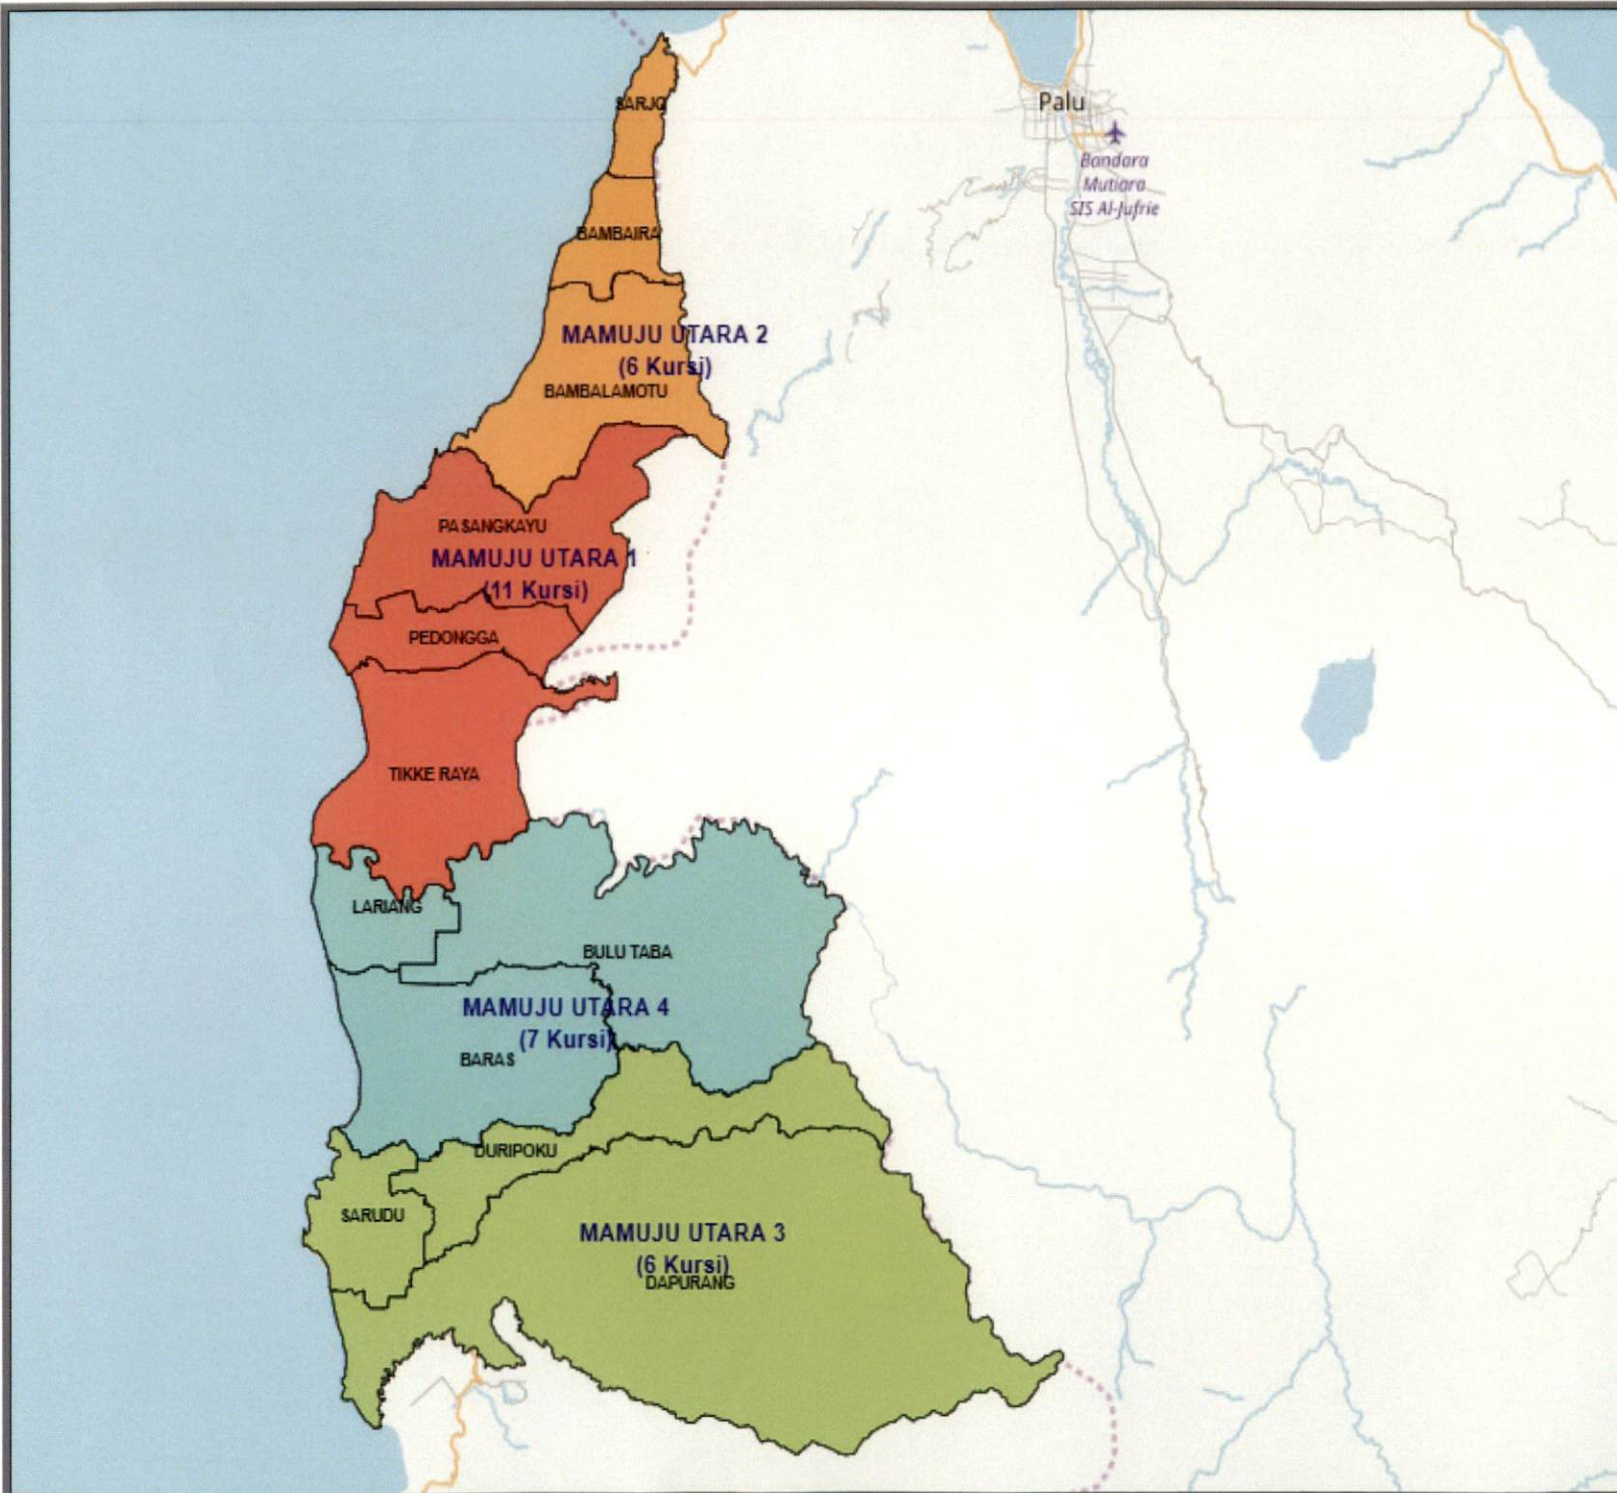 SARJO
Palu
Bandara
Mutiara
SIS Al-Jufrie
BAMBAIRA
MAMUJU UTARA 2
(6 Kursi)
BAMBALAMOTU
PASANGKAYU
MAMUJU UTARA 1
(11 Kursi)
PEDONGGA
TIKKE RAYA
LARIANG
BULU TABA
MAMUJU UTARA 4
(7 Kursi)
BARAS
DURIPOKU
SARUDU
MAMUJU UTARA 3
(6 Kursi)
DAPURANG